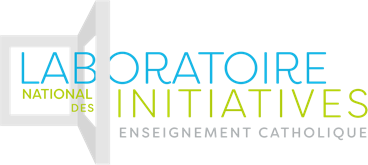 LABORATOIRE
NATIONAL
DES INITIATIVES
ENSEIGNEMENT CATHOLIQUE